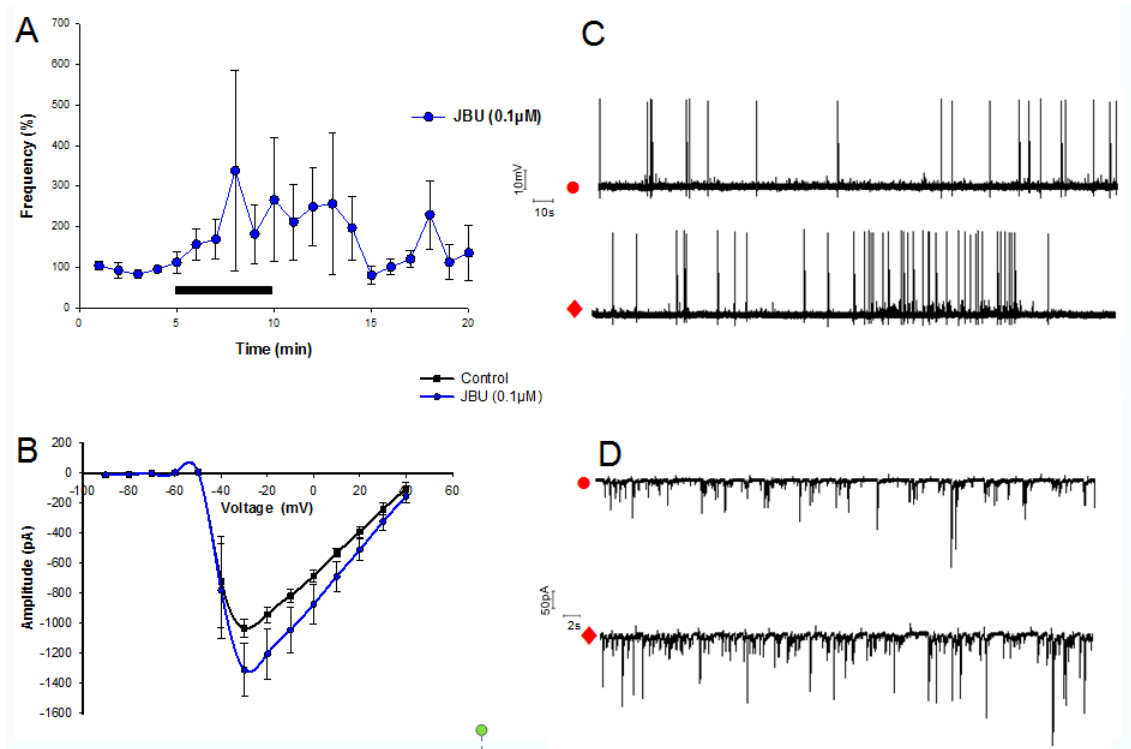 A
700
600
500
400
300
200
100
0
Frequency (%)
JBU (0.1µM)
0 5 10 15 20
Time (min)
Control
JBU (0.1µM)
B
200
0
-200
-400
-600
-800
-1000
-1200
-1400
-1600
Amplitude (pA)
-100 -80 -60 -40 -20 0 20 40 60
Voltage (mV)
C
10mV
10s
D
50pA
2s